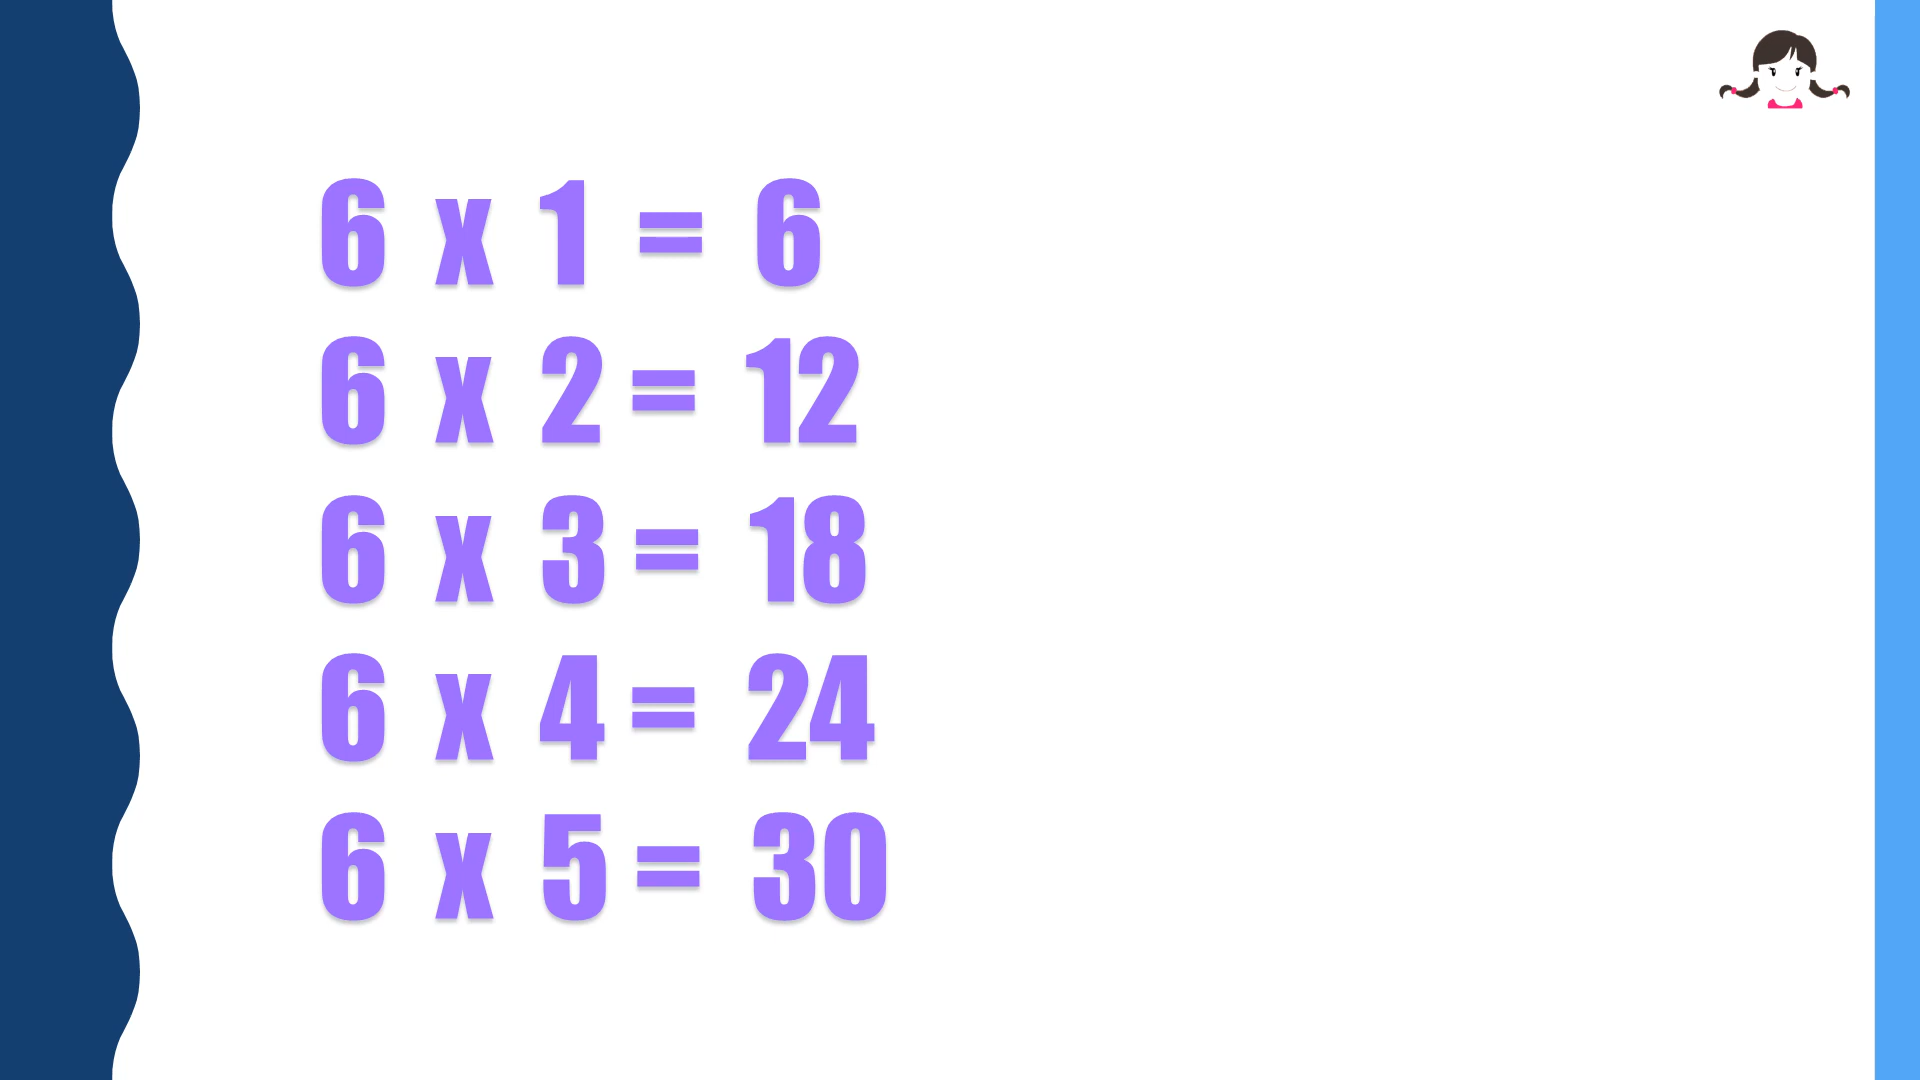 6 x 1 = 6
6 x 2 = 12
6 x 3 = 18
6 x 4 = 24
6 x 5 = 30